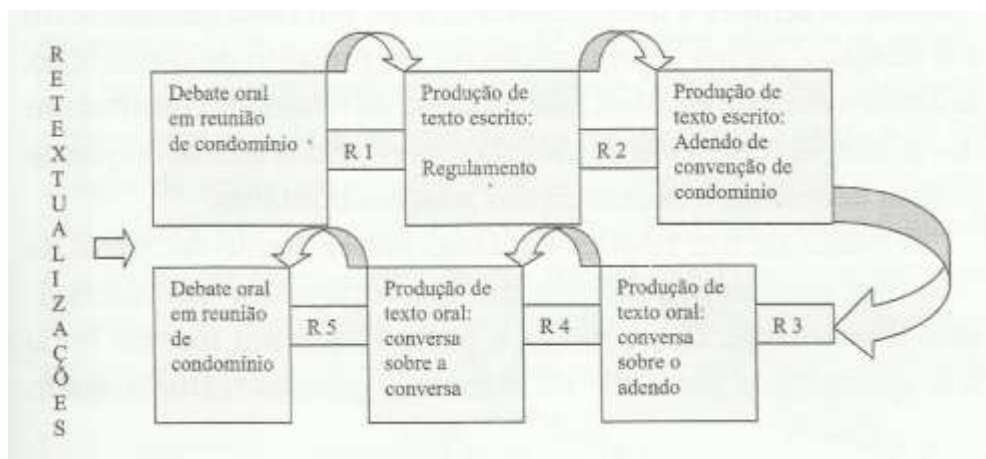 RETEXTUALIZAÇÕES
Debate oral
em reunião
de condomínio
R 1
Produção de
texto escrito:
Regulamento
R 2
Produção de
texto escrito:
Adendo de
convenção de
condomínio
R 3
Produção de
texto oral:
conversa
sobre o
adendo
R 4
Produção de
texto oral:
conversa
sobre a
conversa
R 5
Debate oral
em reunião
de
condomínio